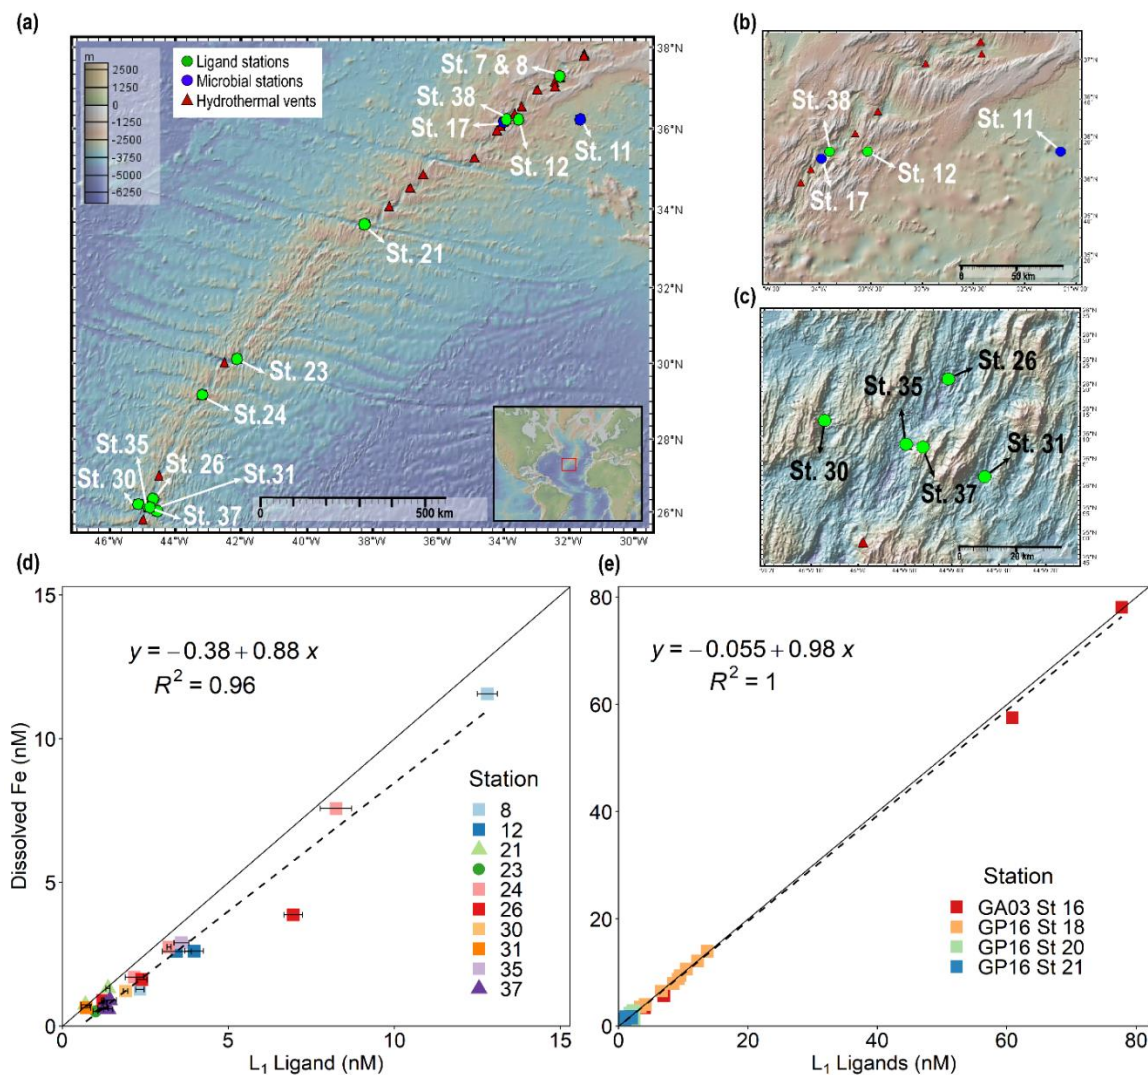 (a)
m
2500
1250
0
-1250
-2500
-3750
-5000
-6250
Ligand stations
Microbial stations
Hydrothermal vents
St. 7 & 8
St. 38
St. 17
St. 12
St. 11
St. 21
St. 23
St.24
St.35
St. 26
St. 30
St.31
St. 37
0 500 km
38°N
36°N
34°N
32°N
30°N
28°N
26°N
46°W 44°W 42°W 40°W 38°W 36°W 34°W 32°W 30°W
(b)
St. 38
St. 11
St. 12
St. 17
0 50 km
(c)
St. 26
St. 35
St. 30
St. 31
St. 37
0 20 km
(d)
y = −0.38 + 0.88 x
R² = 0.96
Dissolved Fe (nM)
15
10
5
0
0 5 10 15
L₁ Ligand (nM)
Station
8
12
21
23
24
26
30
31
35
37
(e)
y = −0.055 + 0.98 x
R² = 1
80
60
40
20
0
0 20 40 60 80
L₁ Ligands (nM)
Station
GA03 St 16
GP16 St 18
GP16 St 20
GP16 St 21